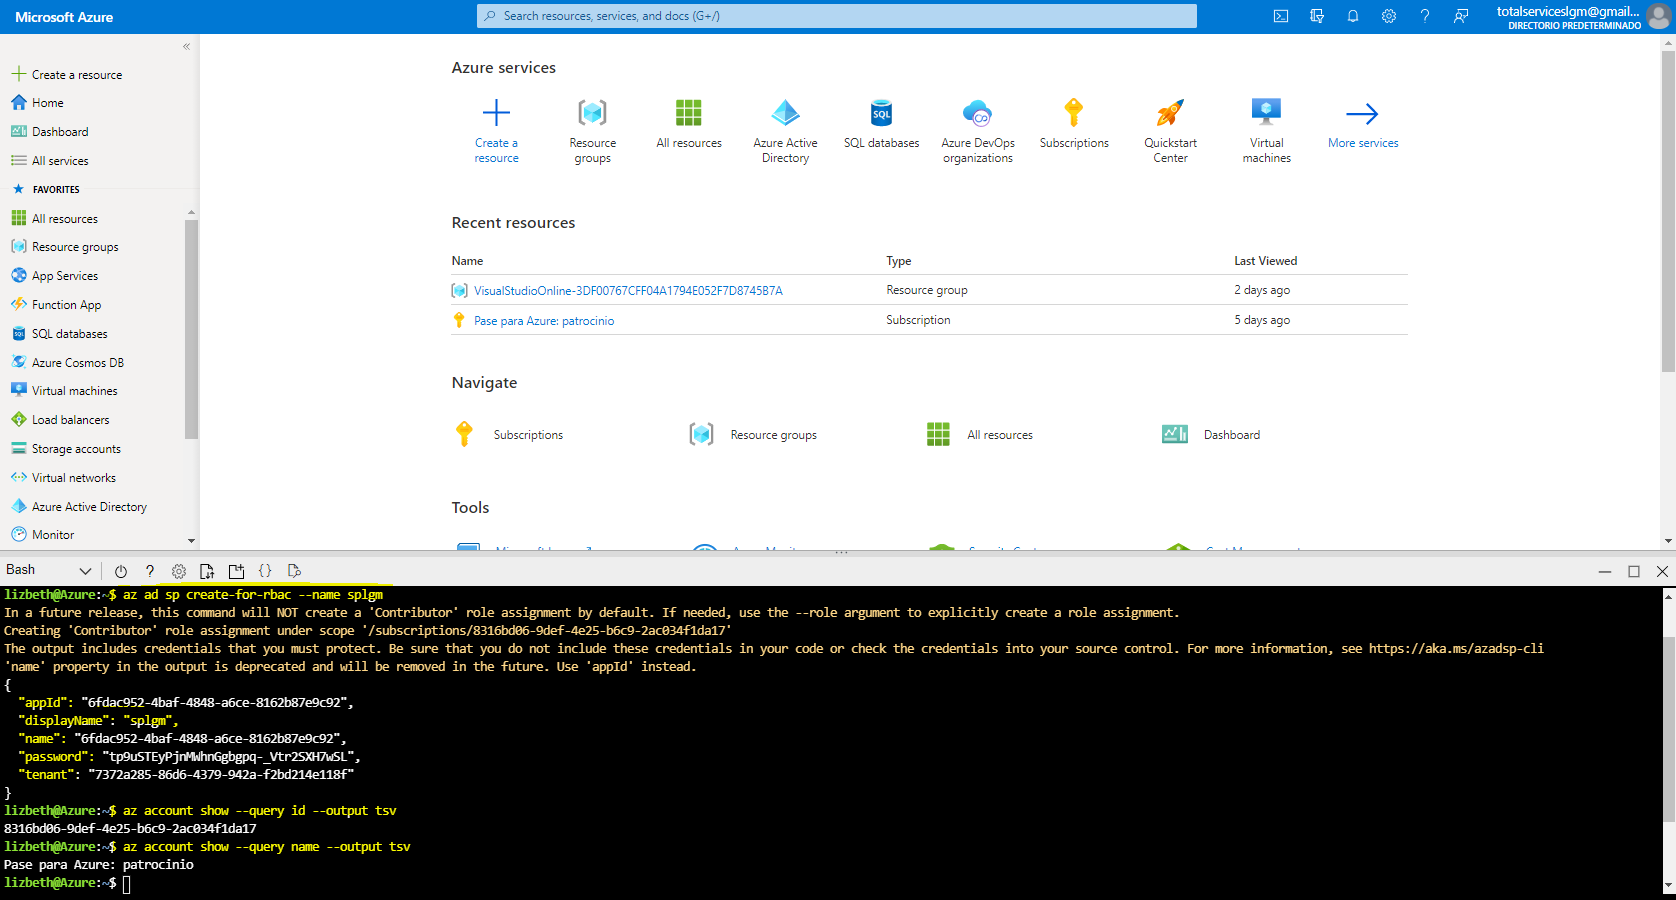 Microsoft Azure
Search resources, services, and docs (G+/)
totalserviceslgm@gmail...
DIRECTORIO PREDETERMINADO
«
Create a resource
Home
Dashboard
All services
FAVORITES
All resources
Resource groups
App Services
Function App
SQL databases
Azure Cosmos DB
Virtual machines
Load balancers
Storage accounts
Virtual networks
Azure Active Directory
Monitor
Azure services
Create a resource
Resource groups
All resources
Azure Active Directory
SQL databases
Azure DevOps organizations
Subscriptions
Quickstart Center
Virtual machines
More services
Recent resources
Name Type Last Viewed
VisualStudioOnline-3DF00767CFF04A1794E052F7D8745B7A Resource group 2 days ago
Pase para Azure: patrocinio Subscription 5 days ago
Navigate
Subscriptions Resource groups All resources Dashboard
Tools
Bash
lizbeth@Azure:~$ az ad sp create-for-rbac --name splgm
In a future release, this command will NOT create a 'Contributor' role assignment by default. If needed, use the --role argument to explicitly create a role assignment.
Creating 'Contributor' role assignment under scope '/subscriptions/8316bd06-9def-4e25-b6c9-2ac034f1da17'
The output includes credentials that you must protect. Be sure that you do not include these credentials in your code or check the credentials into your source control. For more information, see https://aka.ms/azadsp-cli
'name' property in the output is deprecated and will be removed in the future. Use 'appId' instead.
{
"appId": "6fdac952-4baf-4848-a6ce-8162b87e9c92",
"displayName": "splgm",
"name": "6fdac952-4baf-4848-a6ce-8162b87e9c92",
"password": "tp9uSTEyPjnMWhnGgbgpq-_Vtr2SXH7wSL",
"tenant": "7372a285-86d6-4379-942a-f2bd214e118f"
}
lizbeth@Azure:~$ az account show --query id --output tsv
8316bd06-9def-4e25-b6c9-2ac034f1da17
lizbeth@Azure:~$ az account show --query name --output tsv
Pase para Azure: patrocinio
lizbeth@Azure:~$